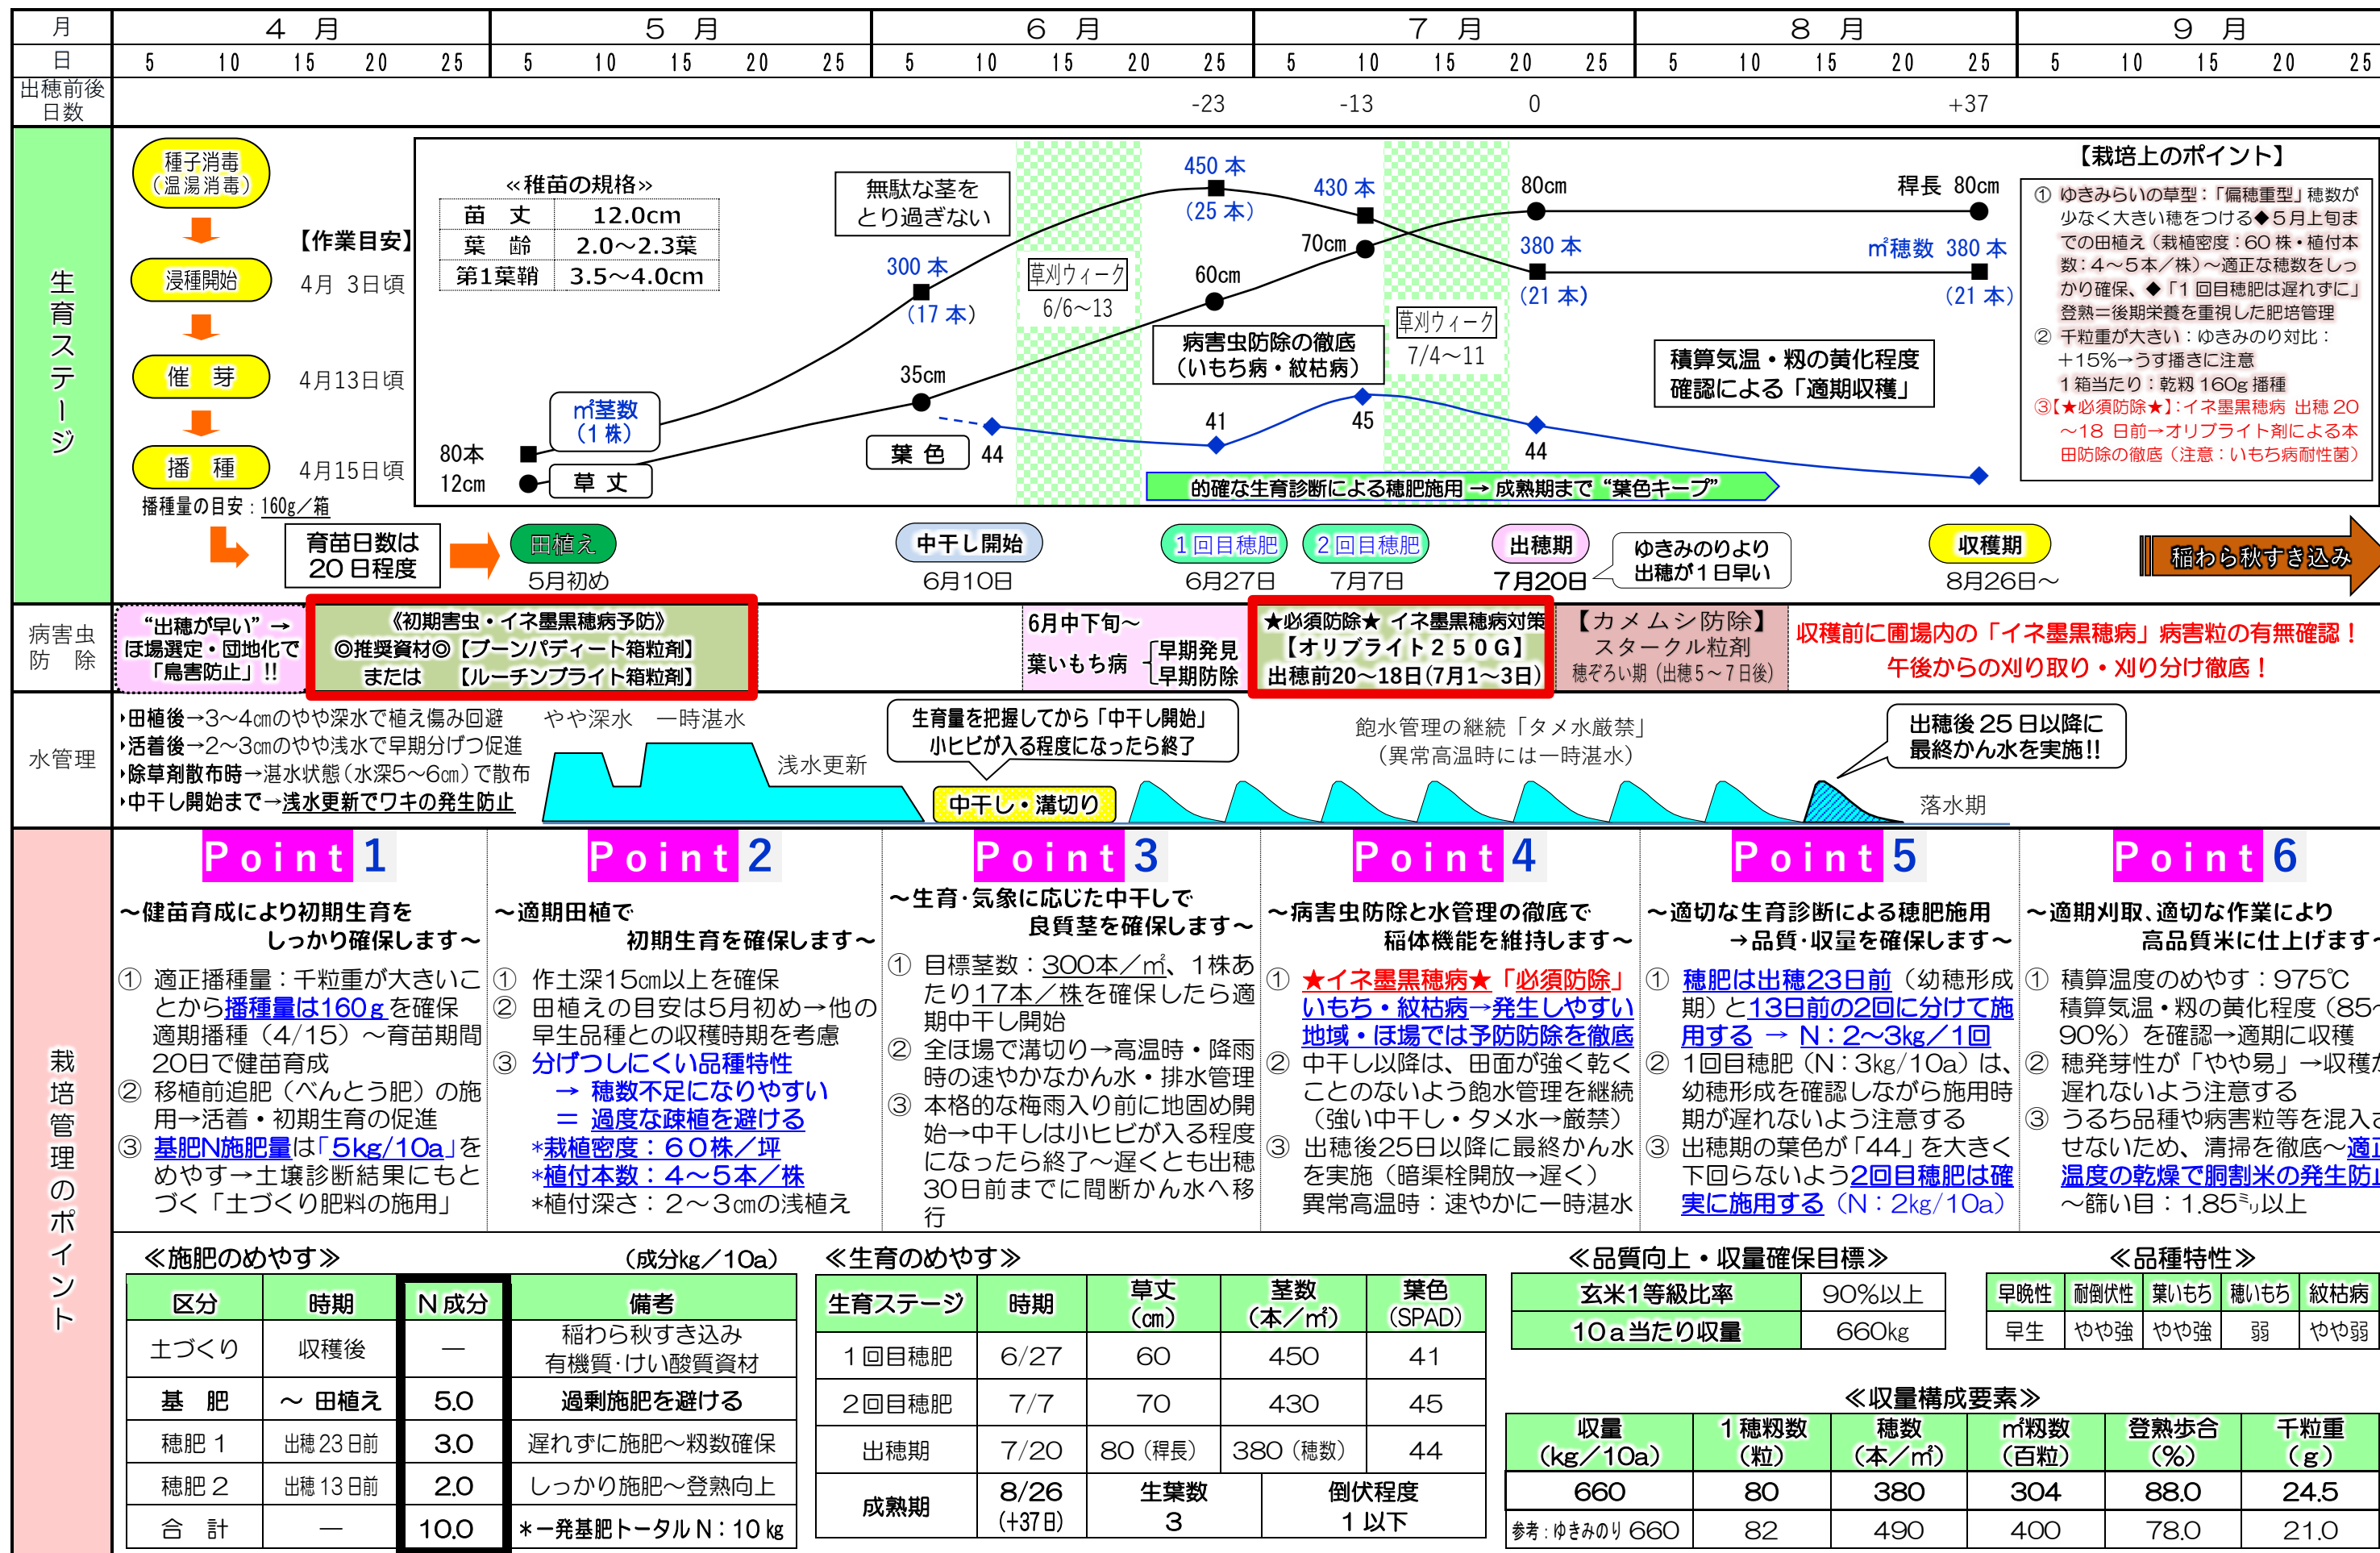 月 4 月 5 月 6 月 7 月 8 月 9 月
日 5 10 15 20 25 5 10 15 20 25 5 10 15 20 25 5 10 15 20 25 5 10 15 20 25 5 10 15 20 25
出穂前後
日数
-23 -13 0 +37
生育ステージ
種子消毒
(温湯消毒)
【作業目安】
浸種開始 4月 3日頃
催 芽 4月13日頃
播 種 4月15日頃
播種量の目安：160g／箱
≪稚苗の規格≫
苗 丈 12.0cm
葉 齢 2.0～2.3葉
第1葉鞘 3.5～4.0cm
無駄な茎を
とり過ぎない
㎡茎数
(1株)
草 丈
葉 色
80本
12cm
300本
(17本)
35cm
44
草刈ウィーク
6/6～13
450本
(25本)
60cm
41
病害虫防除の徹底
(いもち病・紋枯病)
430本
70cm
45
草刈ウィーク
7/4～11
80cm
380本
(21本)
44
積算気温・籾の黄化程度
確認による「適期収穫」
稈長 80cm
㎡穂数 380本
(21本)
的確な生育診断による穂肥施用 → 成熟期まで “葉色キープ”
【栽培上のポイント】
① ゆきみらいの草型：「偏穂重型」穂数が
少なく大きい穂をつける◆5月上旬ま
での田植え（栽植密度：60株・植付本
数：4～5本／株）～適正な穂数をしっ
かり確保、◆「1回目穂肥は遅れずに」
登熟＝後期栄養を重視した肥培管理
② 千粒重が大きい：ゆきみのり対比：
＋15%→うす播きに注意
1箱当たり：乾籾160g播種
③【★必須防除★】：イネ墨黒穂病 出穂20
～18 日前→オリブライト剤による本
田防除の徹底（注意：いもち病耐性菌）
育苗日数は
20日程度
田植え
5月初め
中干し開始
6月10日
1回目穂肥
6月27日
2回目穂肥
7月7日
出穂期
7月20日
ゆきみのりより
出穂が1日早い
収穫期
8月26日～
稲わら秋すき込み
病害虫
防 除
“出穂が早い”→
ほ場選定・団地化で
「鳥害防止」!!
《初期害虫・イネ墨黒穂病予防》
◎推奨資材◎【ブーンパディート箱粒剤】
または 【ルーチンブライト箱粒剤】
6月中下旬～
葉いもち病
早期発見
早期防除
★必須防除★ イネ墨黒穂病対策
【オリブライト250G】
出穂前20～18日(7月1～3日)
【カメムシ防除】
スタークル粒剤
穂ぞろい期（出穂5～7日後）
収穫前に圃場内の「イネ墨黒穂病」病害粒の有無確認！
午後からの刈り取り・刈り分け徹底！
水管理
・田植後→3～4㎝のやや深水で植え傷み回避
・活着後→2～3㎝のやや浅水で早期分げつ促進
・除草剤散布時→湛水状態（水深5～6㎝）で散布
・中干し開始まで→浅水更新でワキの発生防止
やや深水 一時湛水
浅水更新
生育量を把握してから「中干し開始」
小ヒビが入る程度になったら終了
中干し・溝切り
飽水管理の継続「タメ水厳禁」
（異常高温時には一時湛水）
出穂後25日以降に
最終かん水を実施!!
落水期
栽培管理のポイント
Point 1
～健苗育成により初期生育を
しっかり確保します～
① 適正播種量：千粒重が大きいこ
とから播種量は160gを確保
適期播種（4/15）～育苗期間
20日で健苗育成
② 移植前追肥（べんとう肥）の施
用→活着・初期生育の促進
③ 基肥N施肥量は「5kg/10a」を
めやす→土壌診断結果にもと
づく「土づくり肥料の施用」
Point 2
～適期田植で
初期生育を確保します～
① 作土深15㎝以上を確保
② 田植えの目安は5月初め→他の
早生品種との収穫時期を考慮
③ 分げつしにくい品種特性
→ 穂数不足になりやすい
＝ 過度な疎植を避ける
*栽植密度：60株／坪
*植付本数：4～5本／株
*植付深さ：2～3㎝の浅植え
Point 3
～生育・気象に応じた中干しで
良質茎を確保します～
① 目標茎数：300本／㎡、1株あ
たり17本／株を確保したら適
期中干し開始
② 全ほ場で溝切り→高温時・降雨
時の速やかなかん水・排水管理
③ 本格的な梅雨入り前に地固め開
始→中干しは小ヒビが入る程度
になったら終了～遅くとも出穂
30日前までに間断かん水へ移
行
Point 4
～病害虫防除と水管理の徹底で
稲体機能を維持します～
① ★イネ墨黒穂病★「必須防除」
いもち・紋枯病→発生しやすい
地域・ほ場では予防防除を徹底
② 中干し以降は、田面が強く乾く
ことのないよう飽水管理を継続
（強い中干し・タメ水→厳禁）
③ 出穂後25日以降に最終かん水
を実施（暗渠栓開放→遅く）
異常高温時：速やかに一時湛水
Point 5
～適切な生育診断による穂肥施用
→品質・収量を確保します～
① 穂肥は出穂23日前（幼穂形成
期）と13日前の2回に分けて施
用する → N：2～3kg／1回
② 1回目穂肥（N：3kg/10a）は、
幼穂形成を確認しながら施用時
期が遅れないよう注意する
③ 出穂期の葉色が「44」を大きく
下回らないよう2回目穂肥は確
実に施用する（N：2kg/10a）
Point 6
～適期刈取、適切な作業により
高品質米に仕上げます～
① 積算温度のめやす：975℃
積算気温・籾の黄化程度（85～
90%）を確認→適期に収穫
② 穂発芽性が「やや易」→収穫が
遅れないよう注意する
③ うるち品種や病害粒等を混入さ
せないため、清掃を徹底～適正
温度の乾燥で胴割米の発生防止
～篩い目：1.85㍉以上
≪施肥のめやす≫ （成分kg／10a）
区分 時期 N成分 備考
土づくり 収穫後 ― 稲わら秋すき込み
有機質・けい酸質資材
基 肥 ～ 田植え 5.0 過剰施肥を避ける
穂肥1 出穂23日前 3.0 遅れずに施肥～籾数確保
穂肥2 出穂13日前 2.0 しっかり施肥～登熟向上
合 計 ― 10.0 ＊一発基肥トータルN：10kg
≪生育のめやす≫
生育ステージ 時期 草丈(㎝) 茎数(本／㎡) 葉色(SPAD)
1回目穂肥 6/27 60 450 41
2回目穂肥 7/7 70 430 45
出穂期 7/20 80（稈長） 380（穂数） 44
成熟期 8/26 生葉数 倒伏程度
(+37日) 3 1以下
≪品質向上・収量確保目標≫
玄米1等級比率 90%以上
10a当たり収量 660kg
≪品種特性≫
早晩性 耐倒伏性 葉いもち 穂いもち 紋枯病
早生 やや強 やや強 弱 やや弱
≪収量構成要素≫
収量 1穂籾数 穂数 ㎡籾数 登熟歩合 千粒重
(kg／10a) (粒) (本／㎡) (百粒) (%) (g)
660 80 380 304 88.0 24.5
参考：ゆきみのり 660 82 490 400 78.0 21.0